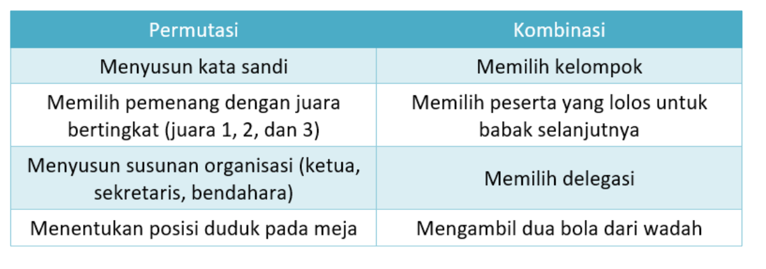 Permutasi
Kombinasi
Menyusun kata sandi
Memilih kelompok
Memilih pemenang dengan juara
bertingkat (juara 1, 2, dan 3)
Memilih peserta yang lolos untuk
babak selanjutnya
Menyusun susunan organisasi (ketua,
sekretaris, bendahara)
Memilih delegasi
Menentukan posisi duduk pada meja
Mengambil dua bola dari wadah